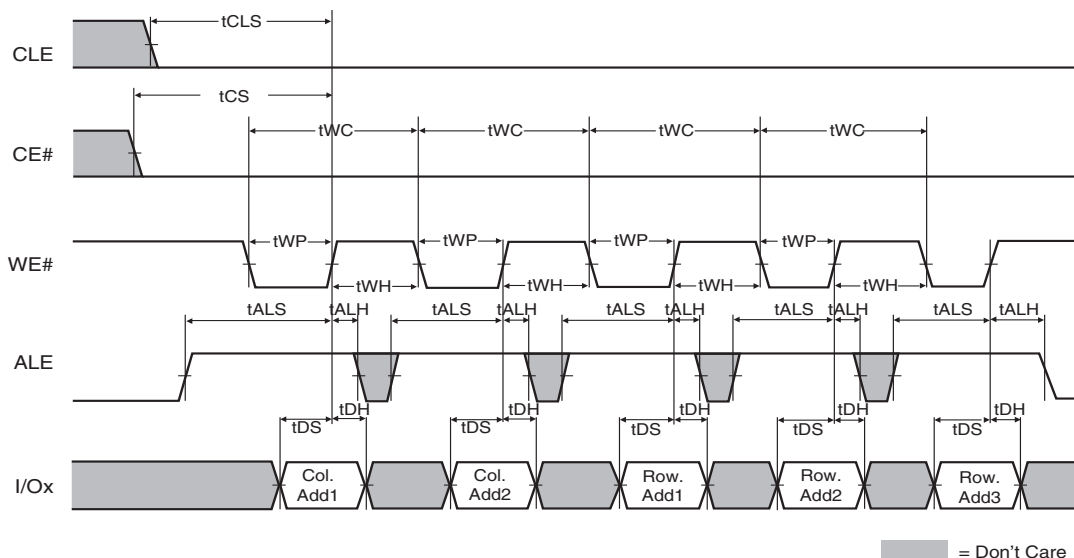 tCLS
CLE
tCS
tWC tWC tWC tWC
CE#
tWP tWP tWP tWP
WE#
tWH tWH tWH tWH
tALS tALH tALS tALH tALS tALH tALS tALH tALS tALH
ALE
tDH tDH tDH tDH tDH
tDS tDS tDS tDS tDS
I/Ox
Col. Add1
Col. Add2
Row. Add1
Row. Add2
Row. Add3
= Don't Care